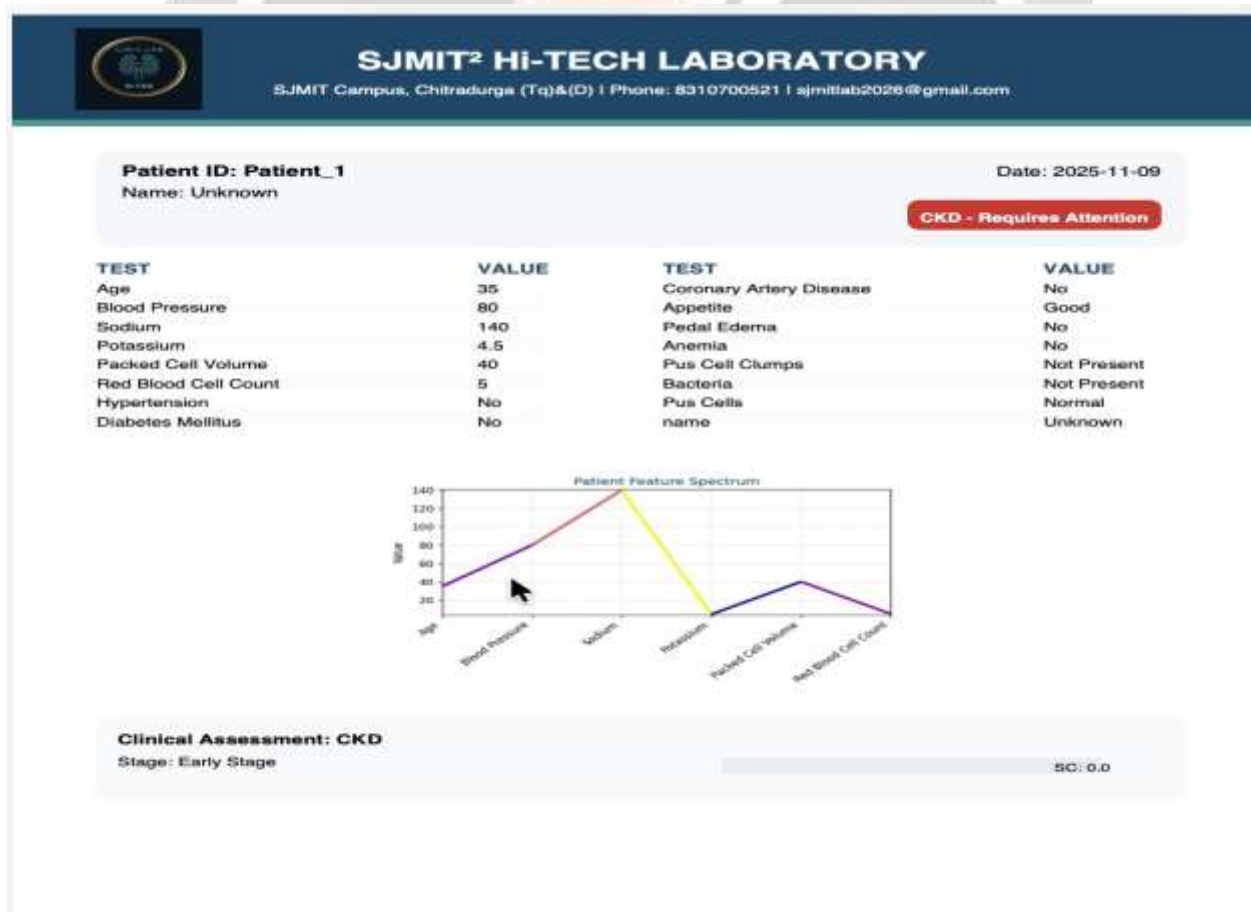 SJMIT² Hi-TECH LABORATORY
SJMIT Campus, Chitradurga (Tq)&(D) | Phone: 8310700521 | sjmitlab2026@gmail.com
Patient ID: Patient_1
Date: 2025-11-09
Name: Unknown
CKD - Requires Attention
TEST VALUE TEST VALUE
Age 35 Coronary Artery Disease No
Blood Pressure 80 Appetite Good
Sodium 140 Pedal Edema No
Potassium 4.5 Anemia No
Packed Cell Volume 40 Pus Cell Clumps Not Present
Red Blood Cell Count 5 Bacteria Not Present
Hypertension No Pus Cells Normal
Diabetes Mellitus No name Unknown
Patient Feature Spectrum
140
120
100
80
60
40
20
Value
Age
Blood Pressure
Sodium
Potassium
Packed Cell Volume
Red Blood Cell Count
Clinical Assessment: CKD
Stage: Early Stage
SC: 0.0